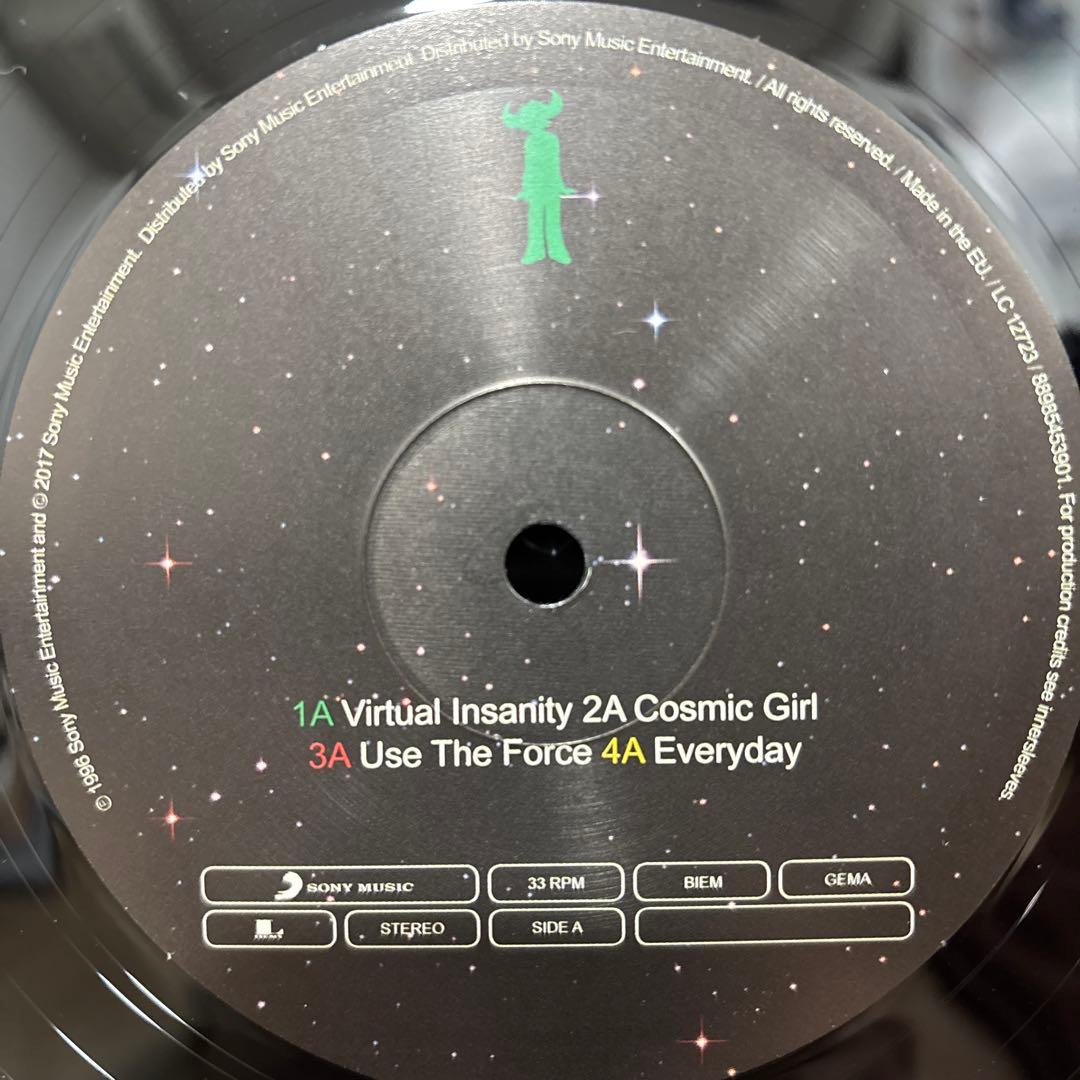 ℗ 1996 Sony Music Entertainment and © 2017 Sony Music Entertainment. Distributed by Sony Music Entertainment Distributed by Sony Music Entertainment. / All rights reserved. / Made in the EU. / LC 12723 / 88985453901. For production credits see innersleeves.
1A Virtual Insanity 2A Cosmic Girl
3A Use The Force 4A Everyday
SONY MUSIC 33 RPM BIEM GEMA
STEREO SIDE A